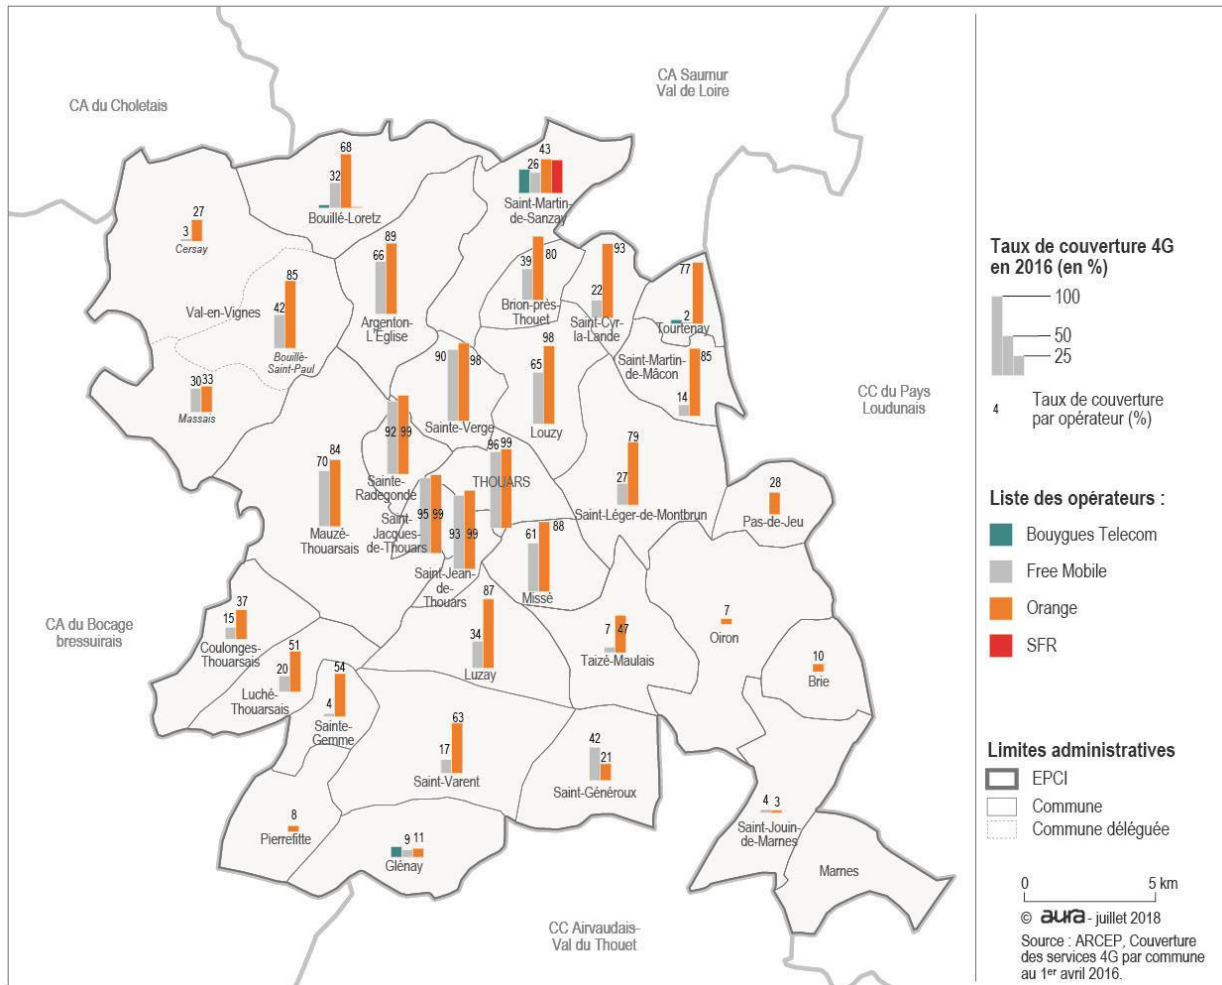 CA du Choletais
CA Saumur
Val de Loire
68
32
Bouillé-Loretz
43
26
Saint-Martin-
de-Sanzay
27
3
Cersay
89
66
Argenton-
L'Église
39
80
Brion-près-
Thouet
93
22
Saint-Cyr-
la-Lande
77
2
Tourtenay
85
42
Val-en-Vignes
Bouillé-
Saint-Paul
30
33
Massais
90
98
Sainte-Verge
98
65
Louzy
Saint-Martin-
de-Mâcon
85
14
CC du Pays
Loudunais
92
99
Sainte-
Radegonde
84
70
Mauzé-
Thouarsais
96
99
THOUARS
95
99
Saint-
Jacques-
de-Thouars
93
99
Saint-Jean-
de-
Thouars
79
27
Saint-Léger-de-Montbrun
28
Pas-de-Jeu
61
88
Missé
CA du Bocage
bressuirais
37
15
Coulonges-
Thouarsais
51
20
Luché-
Thouarsais
54
4
Sainte-
Gemme
87
34
Luzay
7
47
Taizé-Maulais
7
Oiron
10
Brie
63
17
Saint-Varent
42
21
Saint-Généroux
8
Pierrefitte
9
11
Glénay
4
3
Saint-Jouin-
de-Marnes
Marnes
CC Airvaudais-
Val du Thouet
Taux de couverture 4G
en 2016 (en %)
100
50
25
4
Taux de couverture
par opérateur (%)
Liste des opérateurs :
Bouygues Telecom
Free Mobile
Orange
SFR
Limites administratives
EPCI
Commune
Commune déléguée
0 5 km
© aura - juillet 2018
Source : ARCEP, Couverture
des services 4G par commune
au 1er avril 2016.